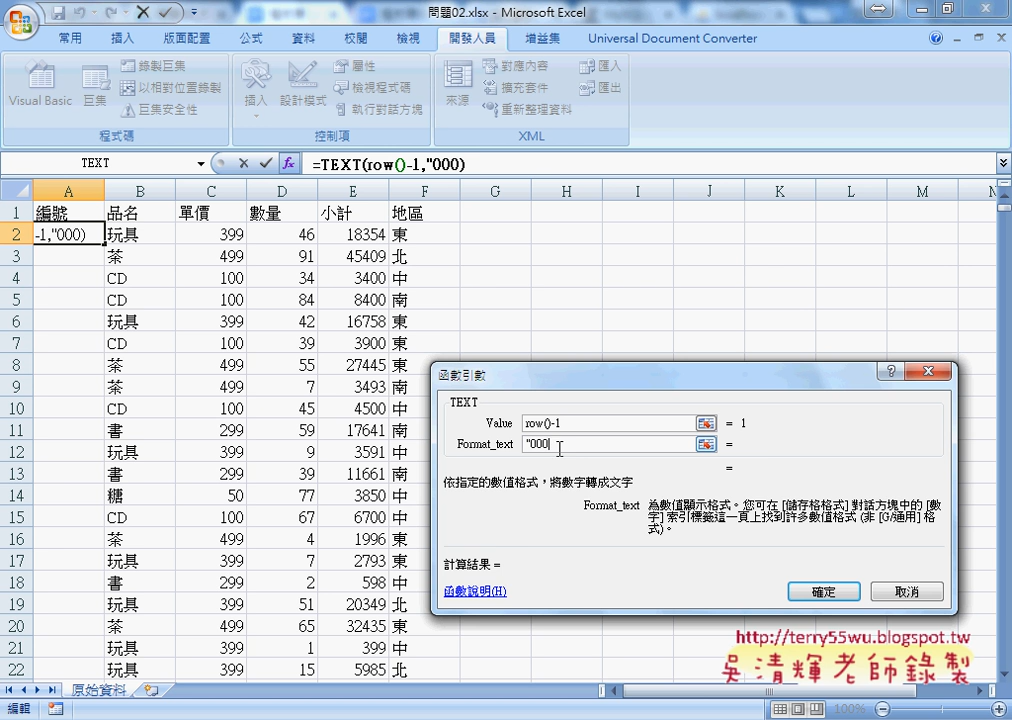 問題02.xlsx - Microsoft Excel
常用 插入 版面配置 公式 資料 校閱 檢視 開發人員 增益集 Universal Document Converter
Visual Basic 巨集 錄製巨集 以相對位置錄製 巨集安全性 程式碼
插入 設計模式 屬性 檢視程式碼 執行對話方塊 控制項
來源 對應內容 擴充套件 重新整理資料 匯入 匯出 XML
TEXT =TEXT(row()-1,"000)
A B C D E F G H I J K L M N
1 編號 品名 單價 數量 小計 地區
2 -1,"000) 玩具 399 46 18354 東
3 茶 499 91 45409 北
4 CD 100 34 3400 中
5 CD 100 84 8400 南
6 玩具 399 42 16758 東
7 CD 100 39 3900 東
8 茶 499 55 27445 東
9 茶 499 7 3493 南
10 CD 100 45 4500 中
11 書 299 59 17641 南
12 玩具 399 9 3591 中
13 書 299 39 11661 南
14 糖 50 77 3850 中
15 CD 100 67 6700 中
16 茶 499 4 1996 東
17 玩具 399 7 2793 東
18 書 299 2 598 中
19 玩具 399 51 20349 北
20 茶 499 65 32435 東
21 玩具 399 1 399 中
22 玩具 399 15 5985 北
函數引數
TEXT
Value row()-1 = 1
Format_text "000 =
=
依指定的數值格式，將數字轉成文字
Format_text 為數值顯示格式。您可在 [儲存格格式] 對話方塊中的 [數
字] 索引標籤這一頁上找到許多數值格式 (非 [G/通用] 格
式)。
計算結果 =
函數說明(H) 確定 取消
http://terry55wu.blogspot.tw
吳清輝老師錄製
原始資料
編輯 100%